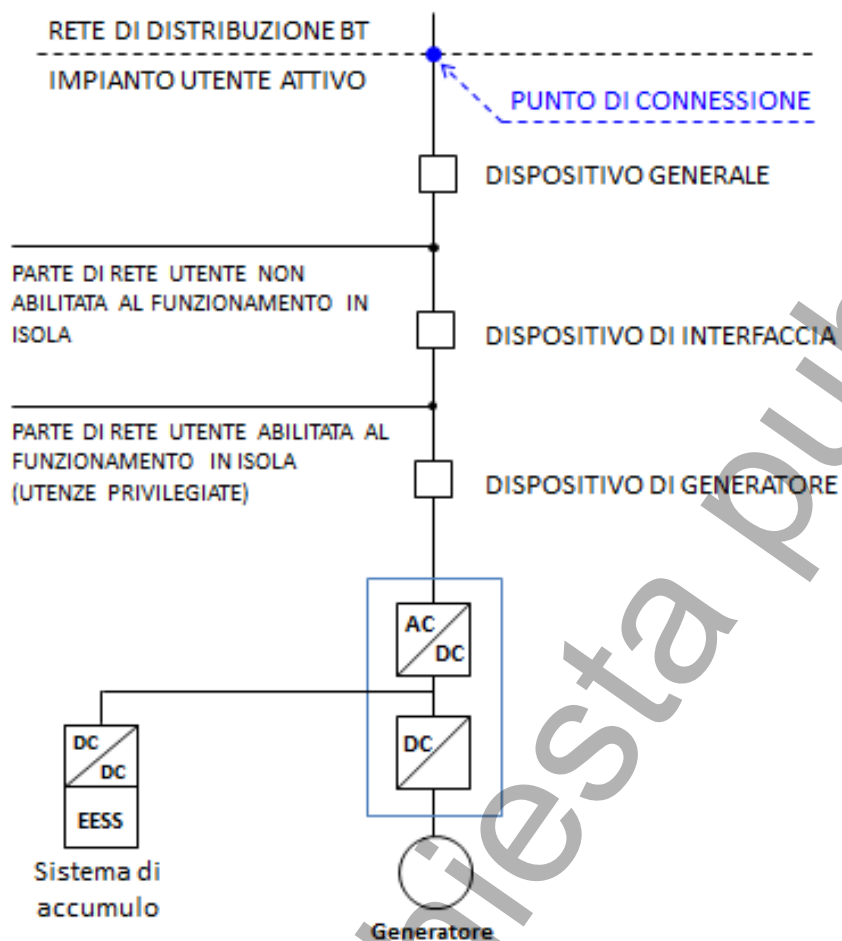 RETE DI DISTRIBUZIONE BT
IMPIANTO UTENTE ATTIVO
PUNTO DI CONNESSIONE
DISPOSITIVO GENERALE
PARTE DI RETE UTENTE NON
ABILITATA AL FUNZIONAMENTO IN
ISOLA
DISPOSITIVO DI INTERFACCIA
PARTE DI RETE UTENTE ABILITATA AL
FUNZIONAMENTO IN ISOLA
(UTENZE PRIVILEGIATE)
DISPOSITIVO DI GENERATORE
AC
DC
DC
DC
DC
EESS
Sistema di
accumulo
Generatore